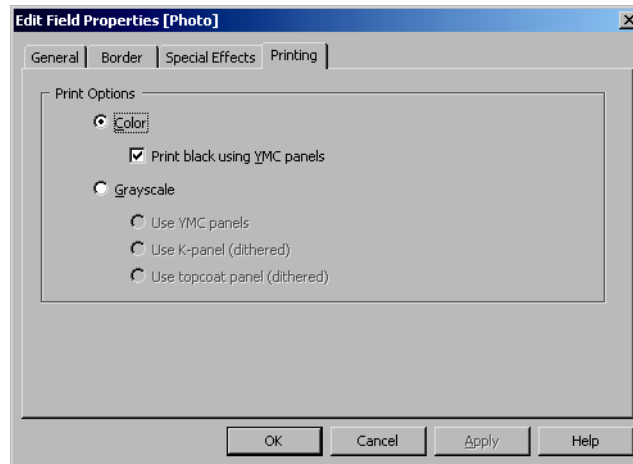 Edit Field Properties [Photo]
General Border Special Effects Printing
Print Options
Color
Print black using YMC panels
Grayscale
Use YMC panels
Use K-panel (dithered)
Use topcoat panel (dithered)
OK Cancel Apply Help